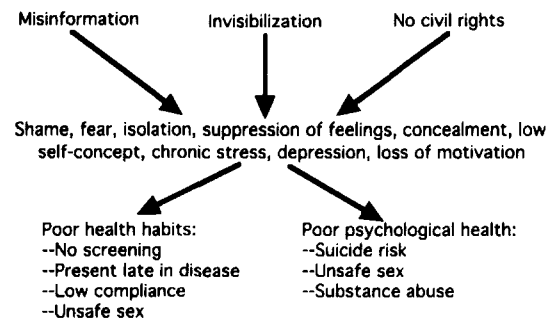 Misinformation
Invisibilization
No civil rights
Shame, fear, isolation, suppression of feelings, concealment, low
self-concept, chronic stress, depression, loss of motivation
Poor health habits:
--No screening
--Present late in disease
--Low compliance
--Unsafe sex
Poor psychological health:
--Suicide risk
--Unsafe sex
--Substance abuse